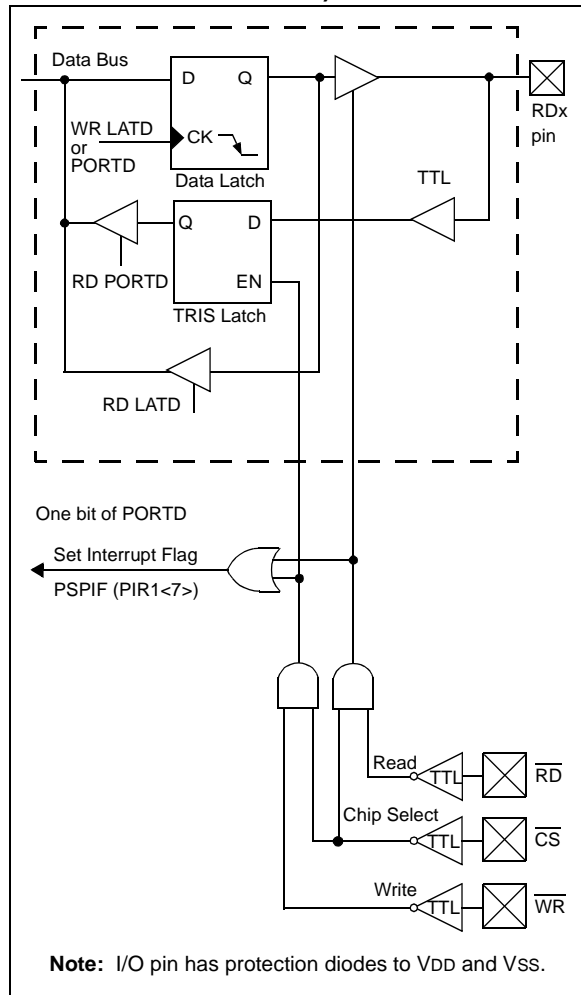 Data Bus
D
Q
RDx
pin
WR LATD
or
PORTD
CK
Data Latch
TTL
Q
D
RD PORTD
EN
TRIS Latch
RD LATD
One bit of PORTD
Set Interrupt Flag
PSPIF (PIR1<7>)
Read
TTL
RD
Chip Select
TTL
CS
Write
TTL
WR
Note: I/O pin has protection diodes to VDD and VSS.